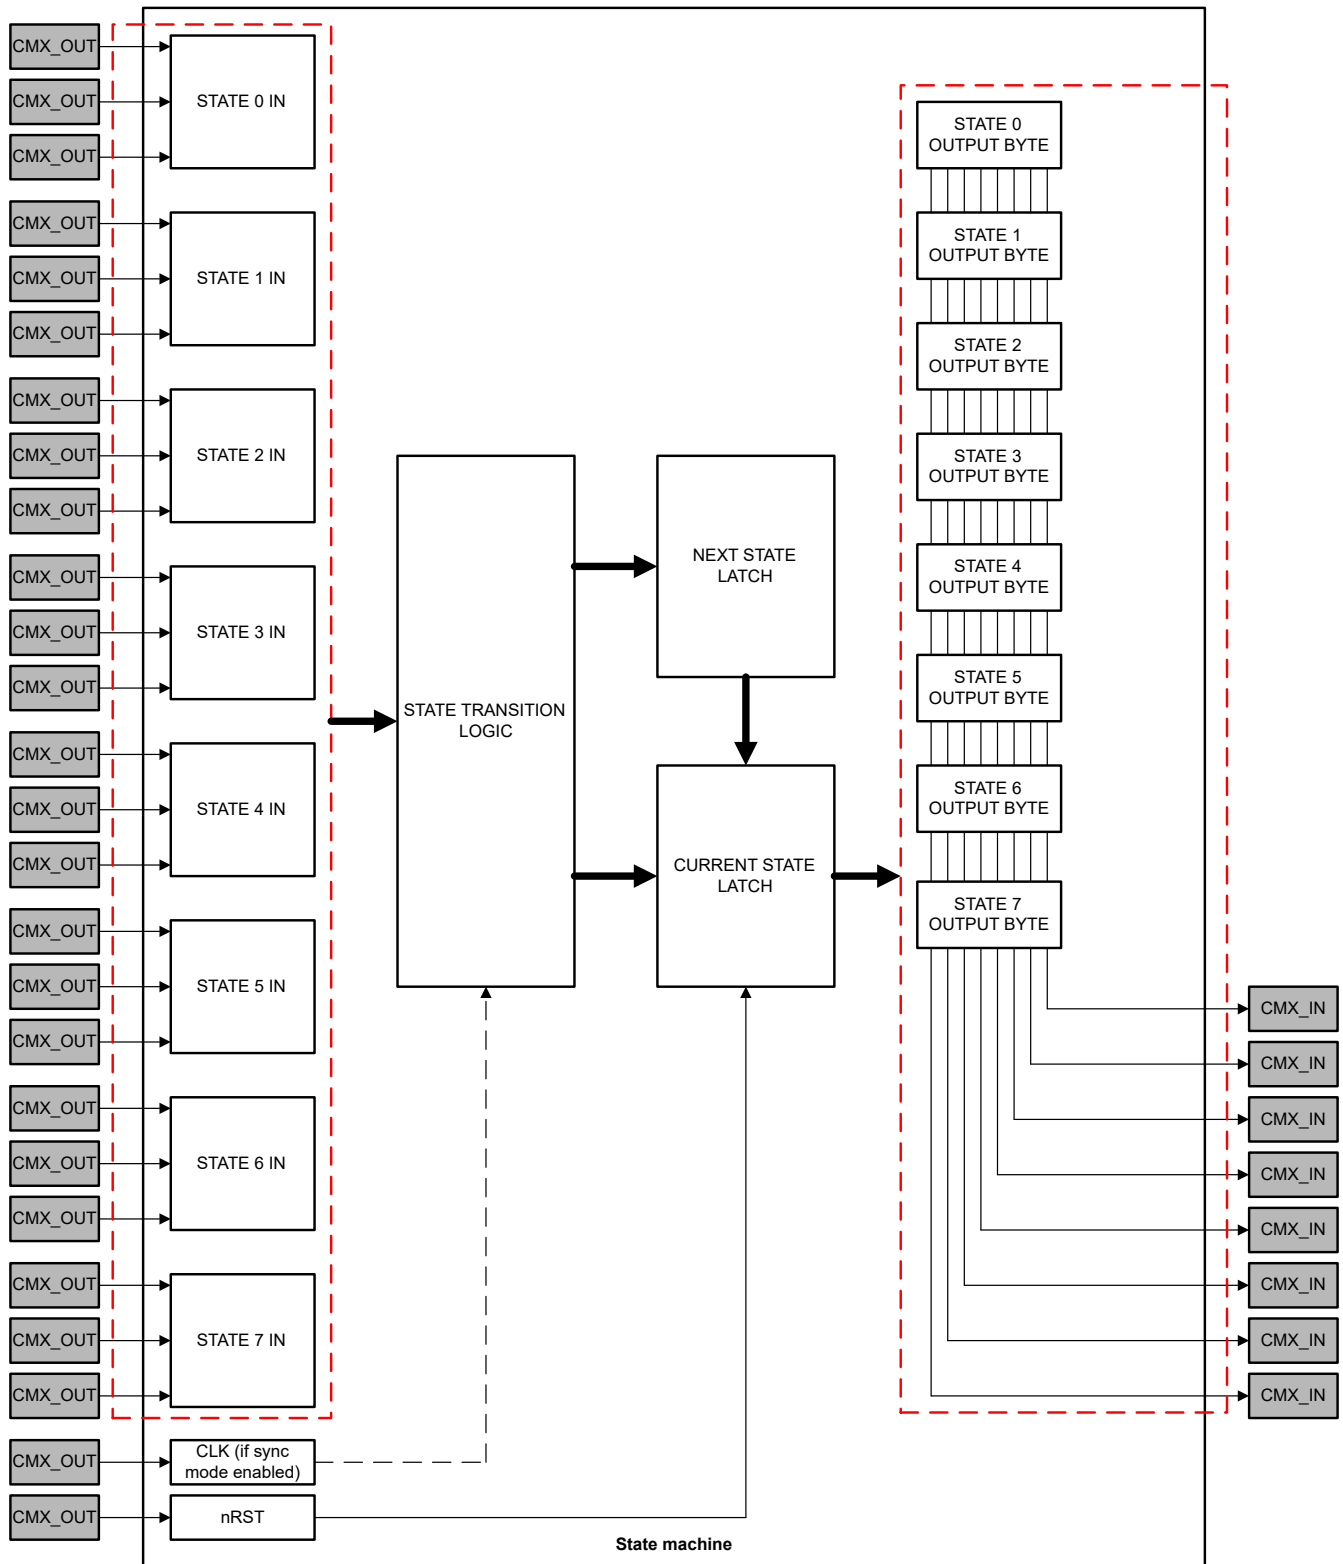 CMX_OUT
CMX_OUT
CMX_OUT
STATE 0 IN
CMX_OUT
CMX_OUT
CMX_OUT
STATE 1 IN
CMX_OUT
CMX_OUT
CMX_OUT
STATE 2 IN
CMX_OUT
CMX_OUT
CMX_OUT
STATE 3 IN
CMX_OUT
CMX_OUT
CMX_OUT
STATE 4 IN
CMX_OUT
CMX_OUT
CMX_OUT
STATE 5 IN
CMX_OUT
CMX_OUT
CMX_OUT
STATE 6 IN
CMX_OUT
CMX_OUT
CMX_OUT
STATE 7 IN
CMX_OUT
CLK (if sync
mode enabled)
CMX_OUT
nRST
STATE TRANSITION
LOGIC
NEXT STATE
LATCH
CURRENT STATE
LATCH
STATE 0
OUTPUT BYTE
STATE 1
OUTPUT BYTE
STATE 2
OUTPUT BYTE
STATE 3
OUTPUT BYTE
STATE 4
OUTPUT BYTE
STATE 5
OUTPUT BYTE
STATE 6
OUTPUT BYTE
STATE 7
OUTPUT BYTE
CMX_IN
CMX_IN
CMX_IN
CMX_IN
CMX_IN
CMX_IN
CMX_IN
CMX_IN
State machine